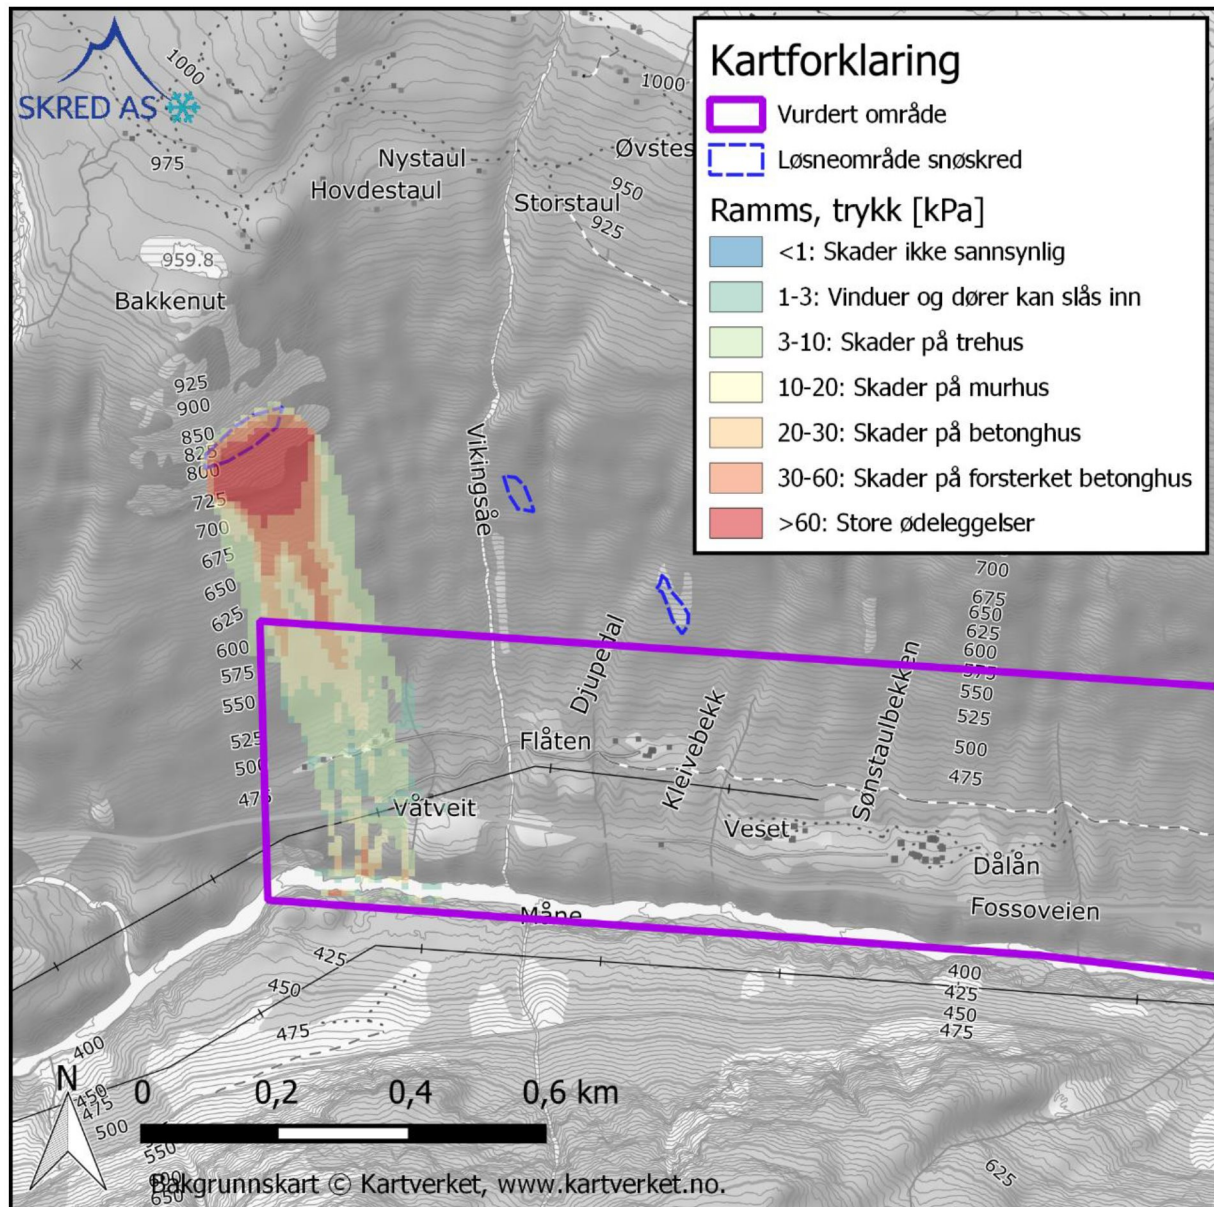 SKRED AS
Kartforklaring
Vurdert område
Løsneområde snøskred
Ramms, trykk [kPa]
<1: Skader ikke sannsynlig
1-3: Vinduer og dører kan slås inn
3-10: Skader på trehus
10-20: Skader på murhus
20-30: Skader på betonghus
30-60: Skader på forsterket betonghus
>60: Store ødeleggelser
1000
975
Nystaul
Hovdestaul
Storstaul
Øvstes
1000
950
925
959.8
Bakkenut
925
900
850
825
800
725
700
675
650
625
600
575
550
525
500
475
Vikingsåe
Djupedal
Kleivebekk
Sønstaulbekken
700
675
650
625
600
575
550
525
500
475
Flåten
Våtveit
Veset
Dålån
Fossoveien
Måne
425
450
475
400
425
450
475
400
450
475
500
550
600
650
625
N
0 0,2 0,4 0,6 km
Bakgrunnskart © Kartverket, www.kartverket.no.